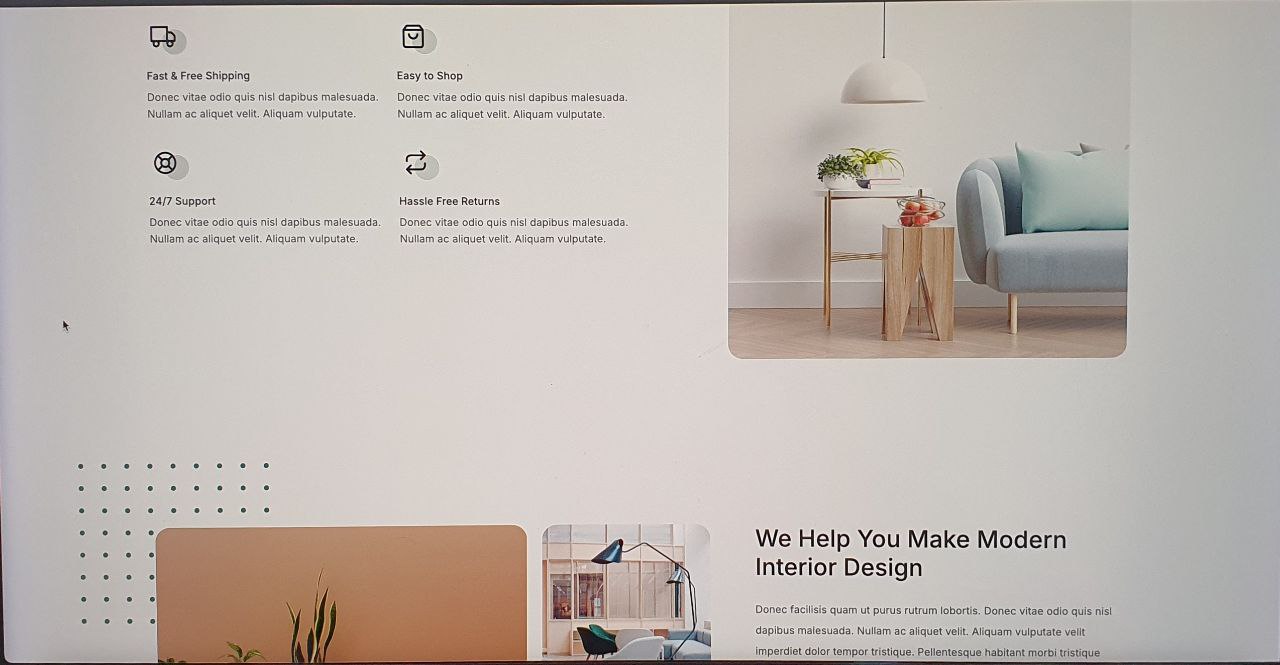 Fast & Free Shipping
Donec vitae odio quis nisl dapibus malesuada.
Nullam ac aliquet velit. Aliquam vulputate.
Easy to Shop
Donec vitae odio quis nisl dapibus malesuada.
Nullam ac aliquet velit. Aliquam vulputate.
24/7 Support
Donec vitae odio quis nisl dapibus malesuada.
Nullam ac aliquet velit. Aliquam vulputate.
Hassle Free Returns
Donec vitae odio quis nisl dapibus malesuada.
Nullam ac aliquet velit. Aliquam vulputate.
We Help You Make Modern
Interior Design
Donec facilisis quam ut purus rutrum lobortis. Donec vitae odio quis nisl
dapibus malesuada. Nullam ac aliquet velit. Aliquam vulputate velit
imperdiet dolor tempor tristique. Pellentesque habitant morbi tristique